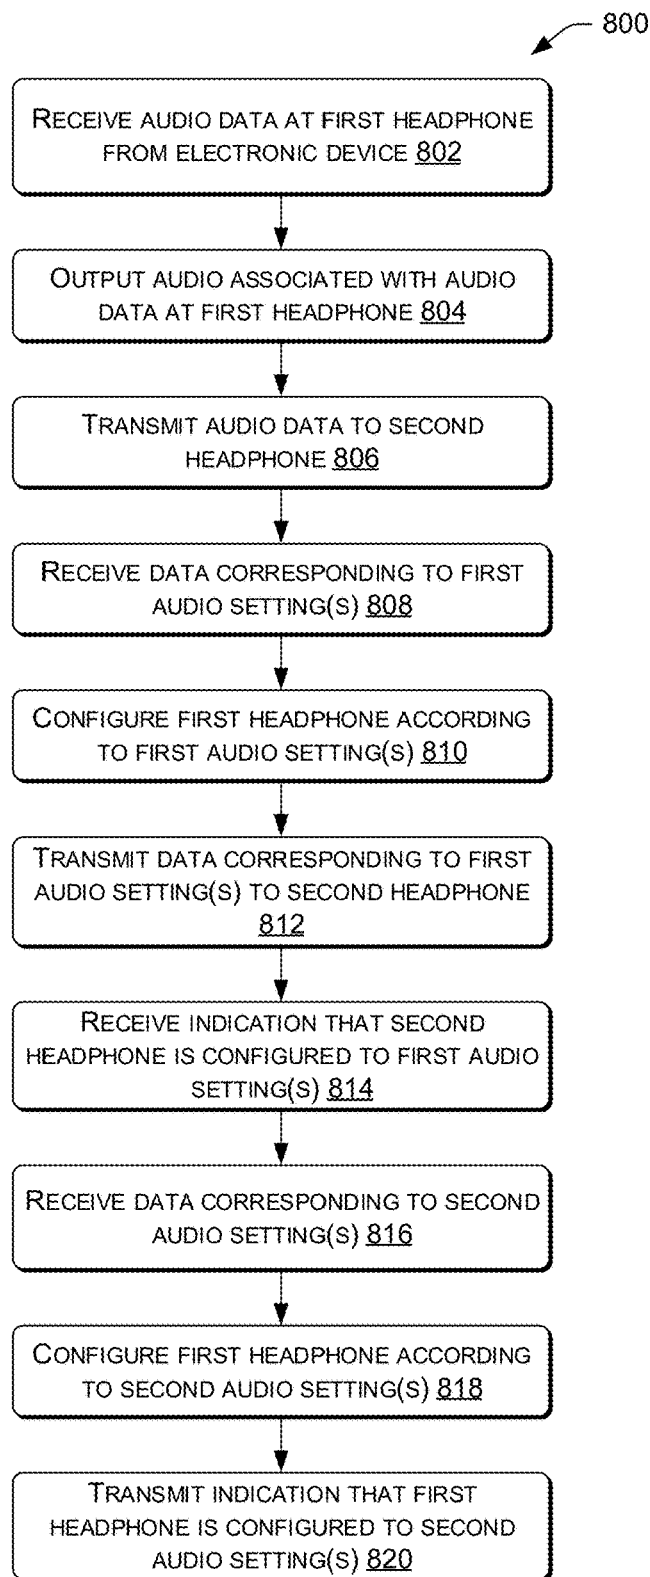 800
RECEIVE AUDIO DATA AT FIRST HEADPHONE
FROM ELECTRONIC DEVICE 802
OUTPUT AUDIO ASSOCIATED WITH AUDIO
DATA AT FIRST HEADPHONE 804
TRANSMIT AUDIO DATA TO SECOND
HEADPHONE 806
RECEIVE DATA CORRESPONDING TO FIRST
AUDIO SETTING(S) 808
CONFIGURE FIRST HEADPHONE ACCORDING
TO FIRST AUDIO SETTING(S) 810
TRANSMIT DATA CORRESPONDING TO FIRST
AUDIO SETTING(S) TO SECOND HEADPHONE
812
RECEIVE INDICATION THAT SECOND
HEADPHONE IS CONFIGURED TO FIRST AUDIO
SETTING(S) 814
RECEIVE DATA CORRESPONDING TO SECOND
AUDIO SETTING(S) 816
CONFIGURE FIRST HEADPHONE ACCORDING
TO SECOND AUDIO SETTING(S) 818
TRANSMIT INDICATION THAT FIRST
HEADPHONE IS CONFIGURED TO SECOND
AUDIO SETTING(S) 820